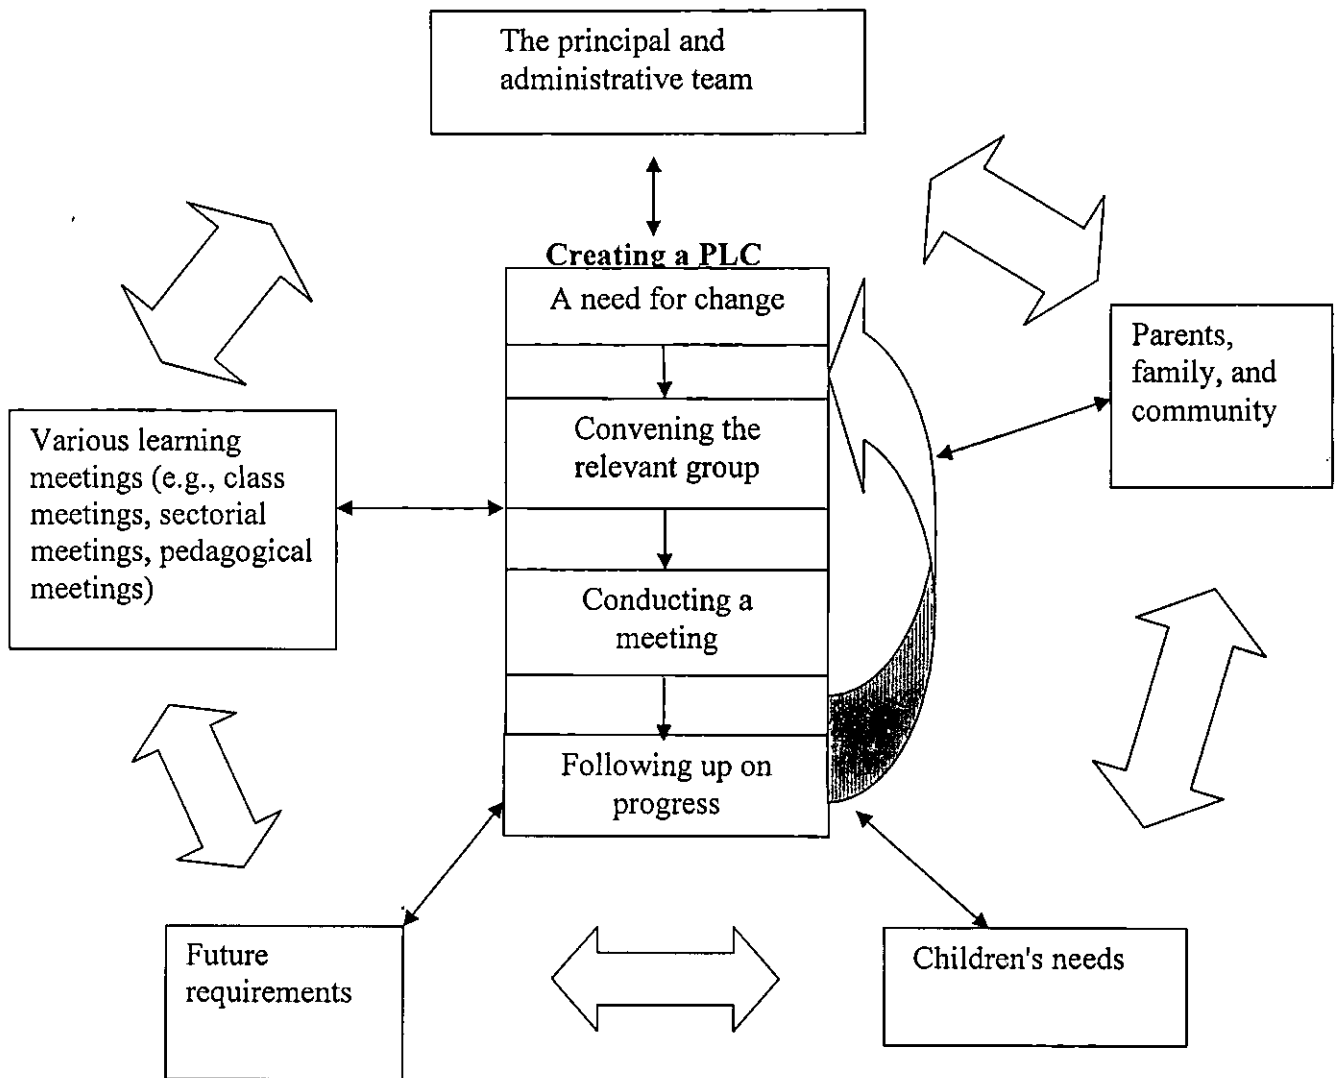 The principal and
administrative team
Creating a PLC
A need for change
Convening the
relevant group
Conducting a
meeting
Following up on
progress
Various learning
meetings (e.g., class
meetings, sectorial
meetings, pedagogical
meetings)
Parents,
family, and
community
Future
requirements
Children's needs